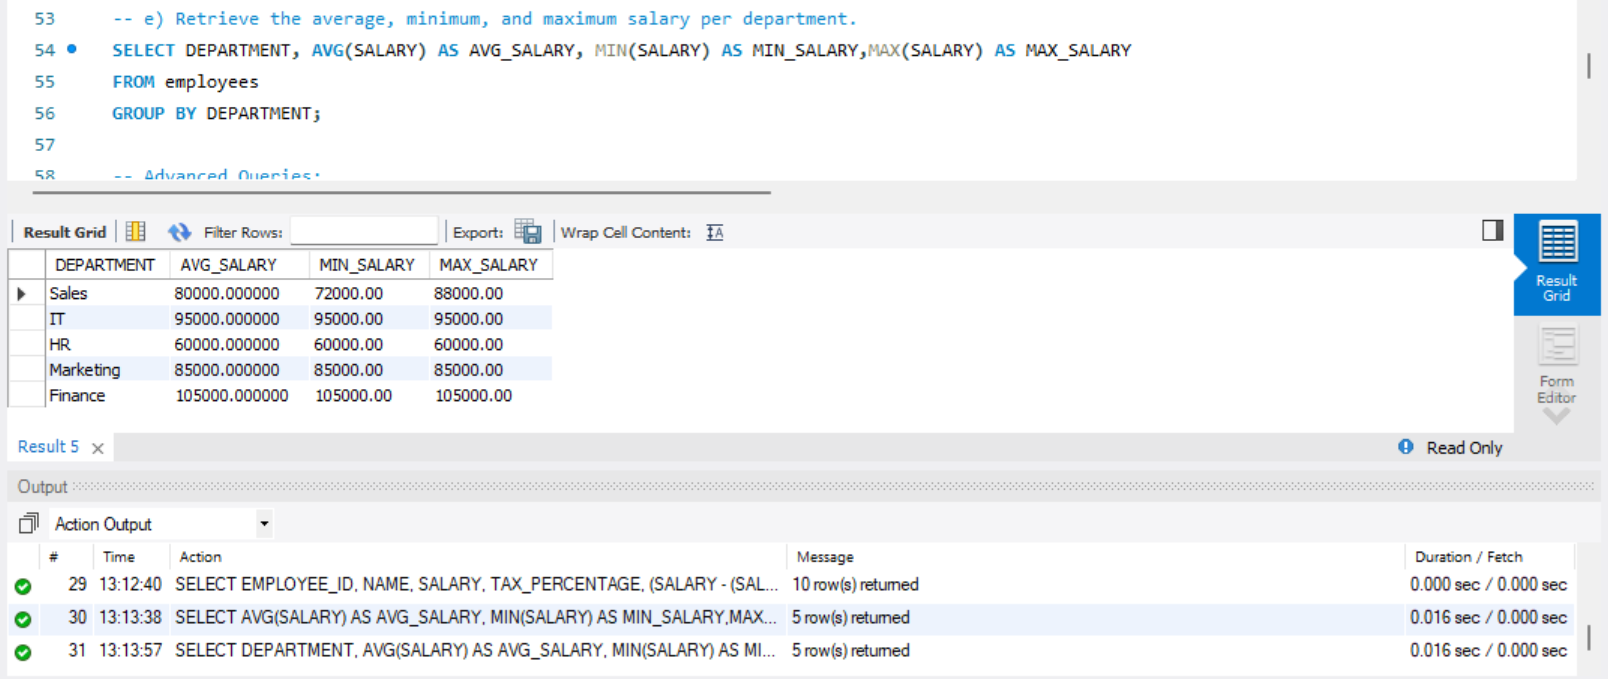 53 -- e) Retrieve the average, minimum, and maximum salary per department.
54 SELECT DEPARTMENT, AVG(SALARY) AS AVG_SALARY, MIN(SALARY) AS MIN_SALARY,MAX(SALARY) AS MAX_SALARY
55 FROM employees
56 GROUP BY DEPARTMENT;
57
58 -- Advanced Queries:
Result Grid Filter Rows: Export: Wrap Cell Content: IA
DEPARTMENT AVG_SALARY MIN_SALARY MAX_SALARY
Sales 80000.000000 72000.00 88000.00
IT 95000.000000 95000.00 95000.00
HR 60000.000000 60000.00 60000.00
Marketing 85000.000000 85000.00 85000.00
Finance 105000.000000 105000.00 105000.00
Result
Grid
Form
Editor
Result 5 Read Only
Output
Action Output
# Time Action Message Duration / Fetch
29 13:12:40 SELECT EMPLOYEE_ID, NAME, SALARY, TAX_PERCENTAGE, (SALARY - (SAL... 10 row(s) returned 0.000 sec / 0.000 sec
30 13:13:38 SELECT AVG(SALARY) AS AVG_SALARY, MIN(SALARY) AS MIN_SALARY,MAX... 5 row(s) returned 0.016 sec / 0.000 sec
31 13:13:57 SELECT DEPARTMENT, AVG(SALARY) AS AVG_SALARY, MIN(SALARY) AS MI... 5 row(s) returned 0.016 sec / 0.000 sec